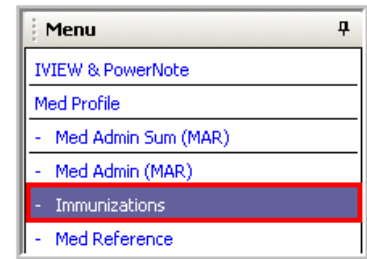 Menu
IVIEW & PowerNote
Med Profile
- Med Admin Sum (MAR)
- Med Admin (MAR)
- Immunizations
- Med Reference